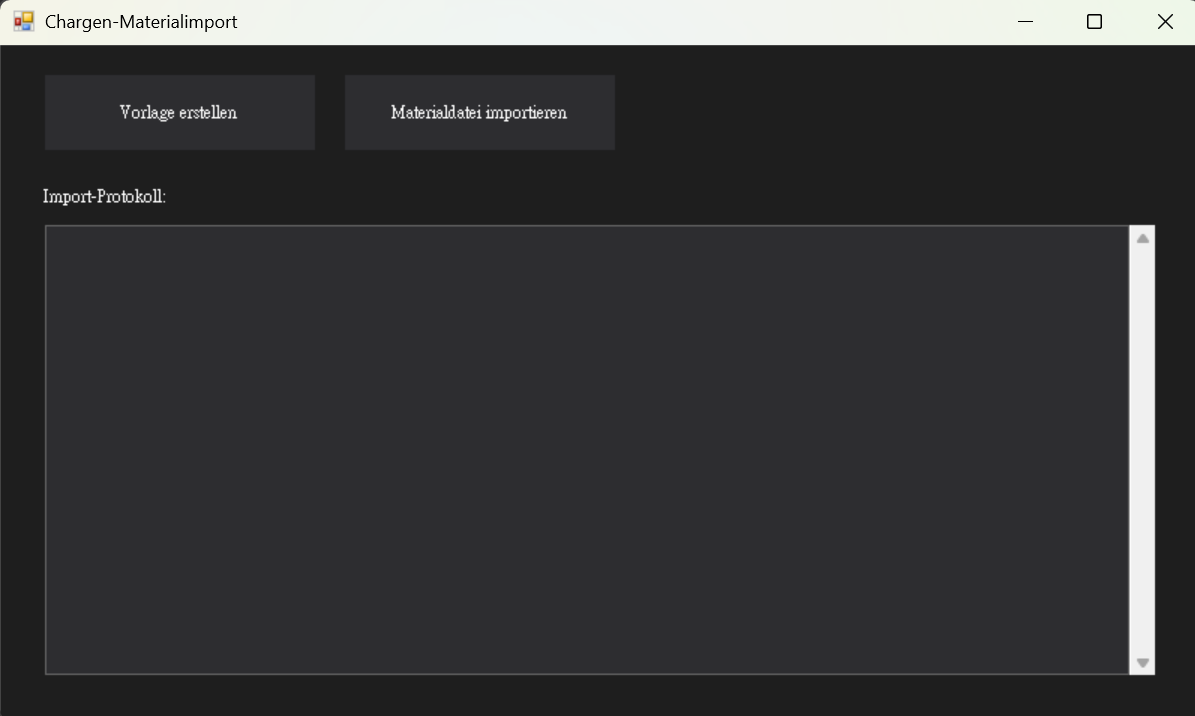 Chargen-Materialimport
Vorlage erstellen
Materialdatei importieren
Import-Protokoll: